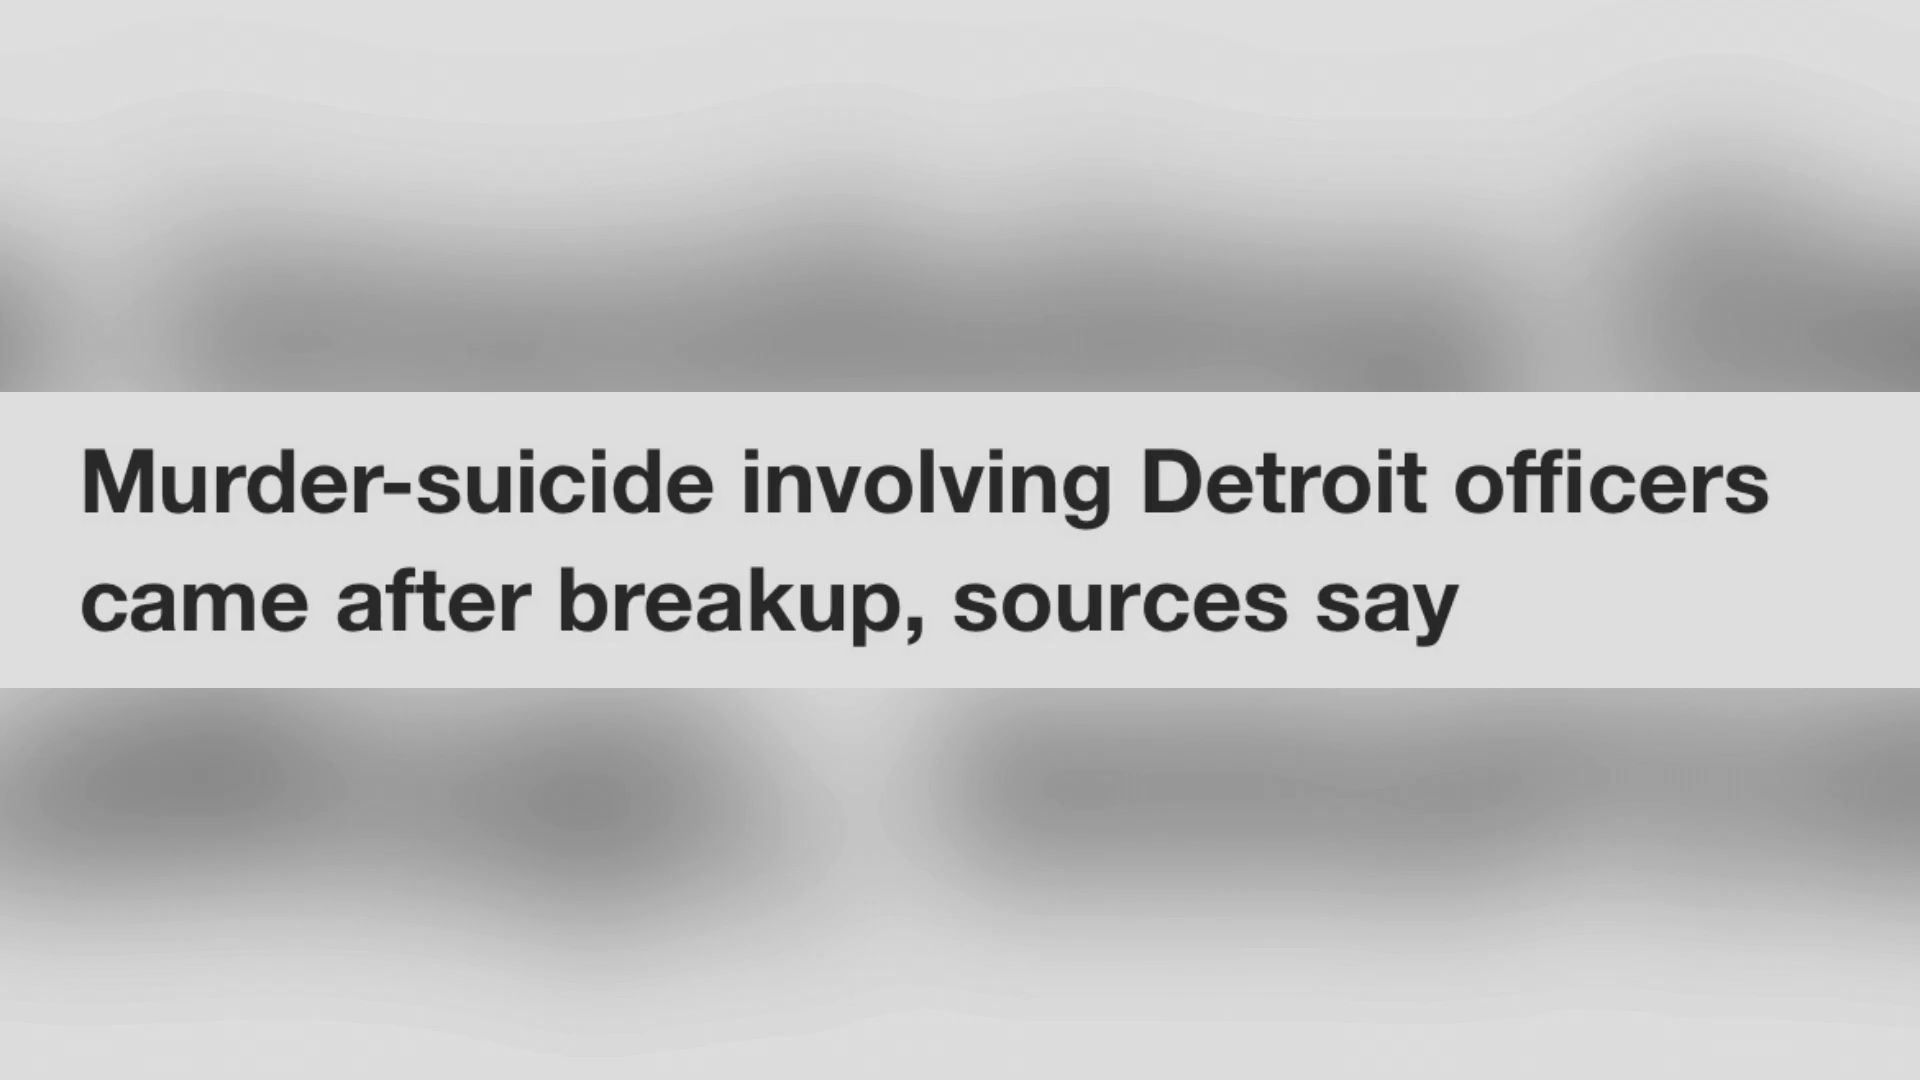 Murder-suicide involving Detroit officers
came after breakup, sources say